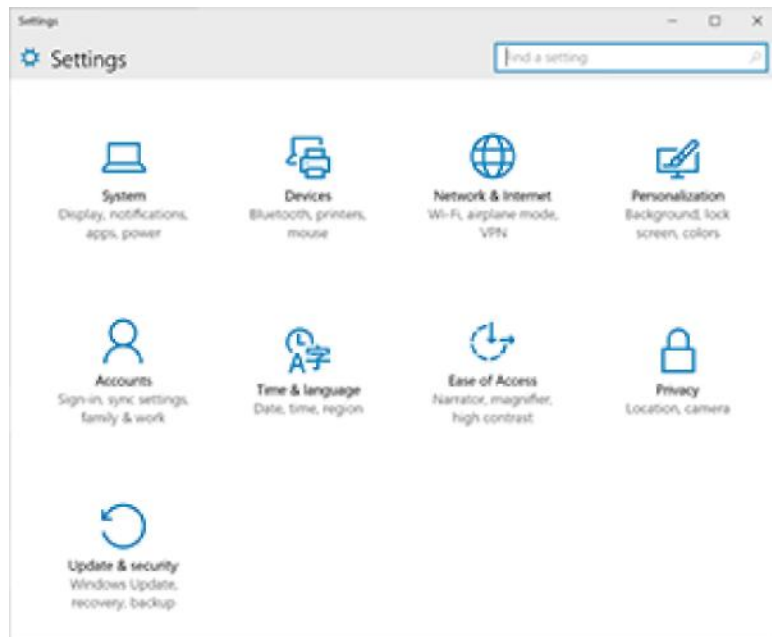 Settings
Settings
Find a setting
System
Display, notifications,
apps, power
Devices
Bluetooth, printers,
mouse
Network & Internet
Wi-Fi, airplane mode,
VPN
Personalization
Background, lock
screen, colors
Accounts
Sign-in, sync settings,
family & work
Time & language
Date, time, region
Ease of Access
Narrator, magnifier,
high contrast
Privacy
Location, camera
Update & security
Windows Update,
recovery, backup